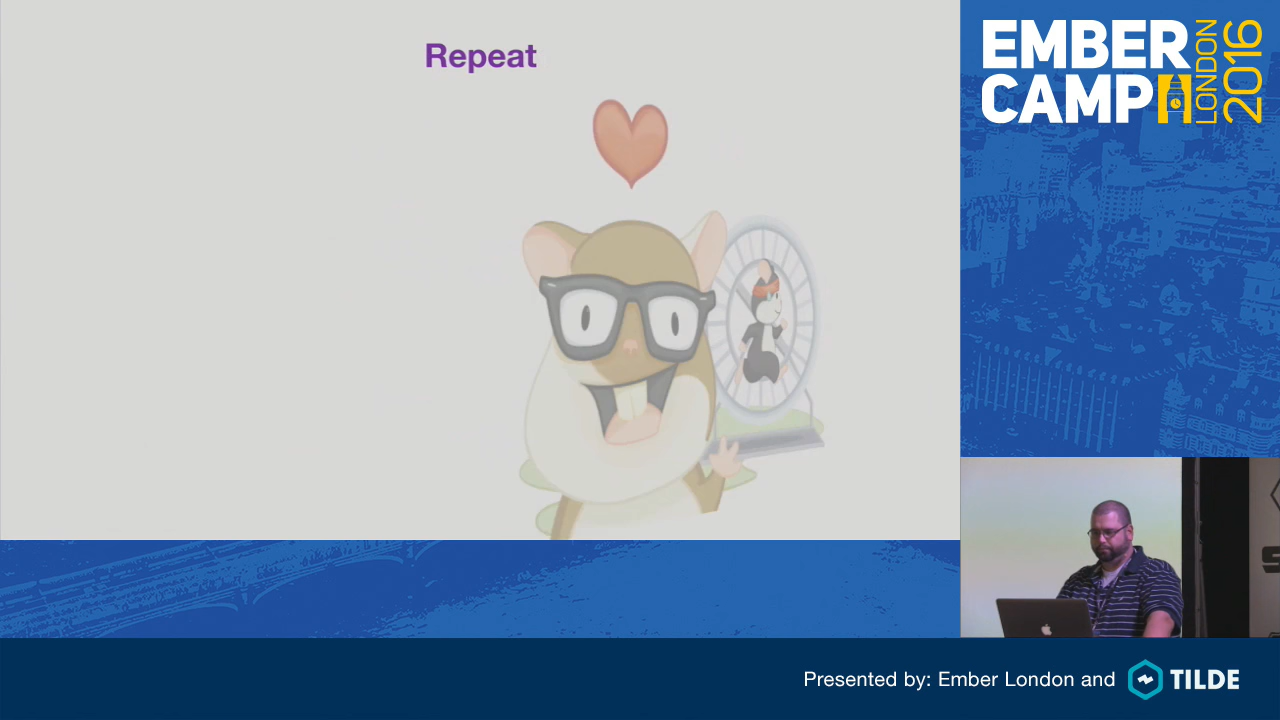 Repeat
EMBER
CAMP
LONDON
2016
Presented by: Ember London and
TILDE